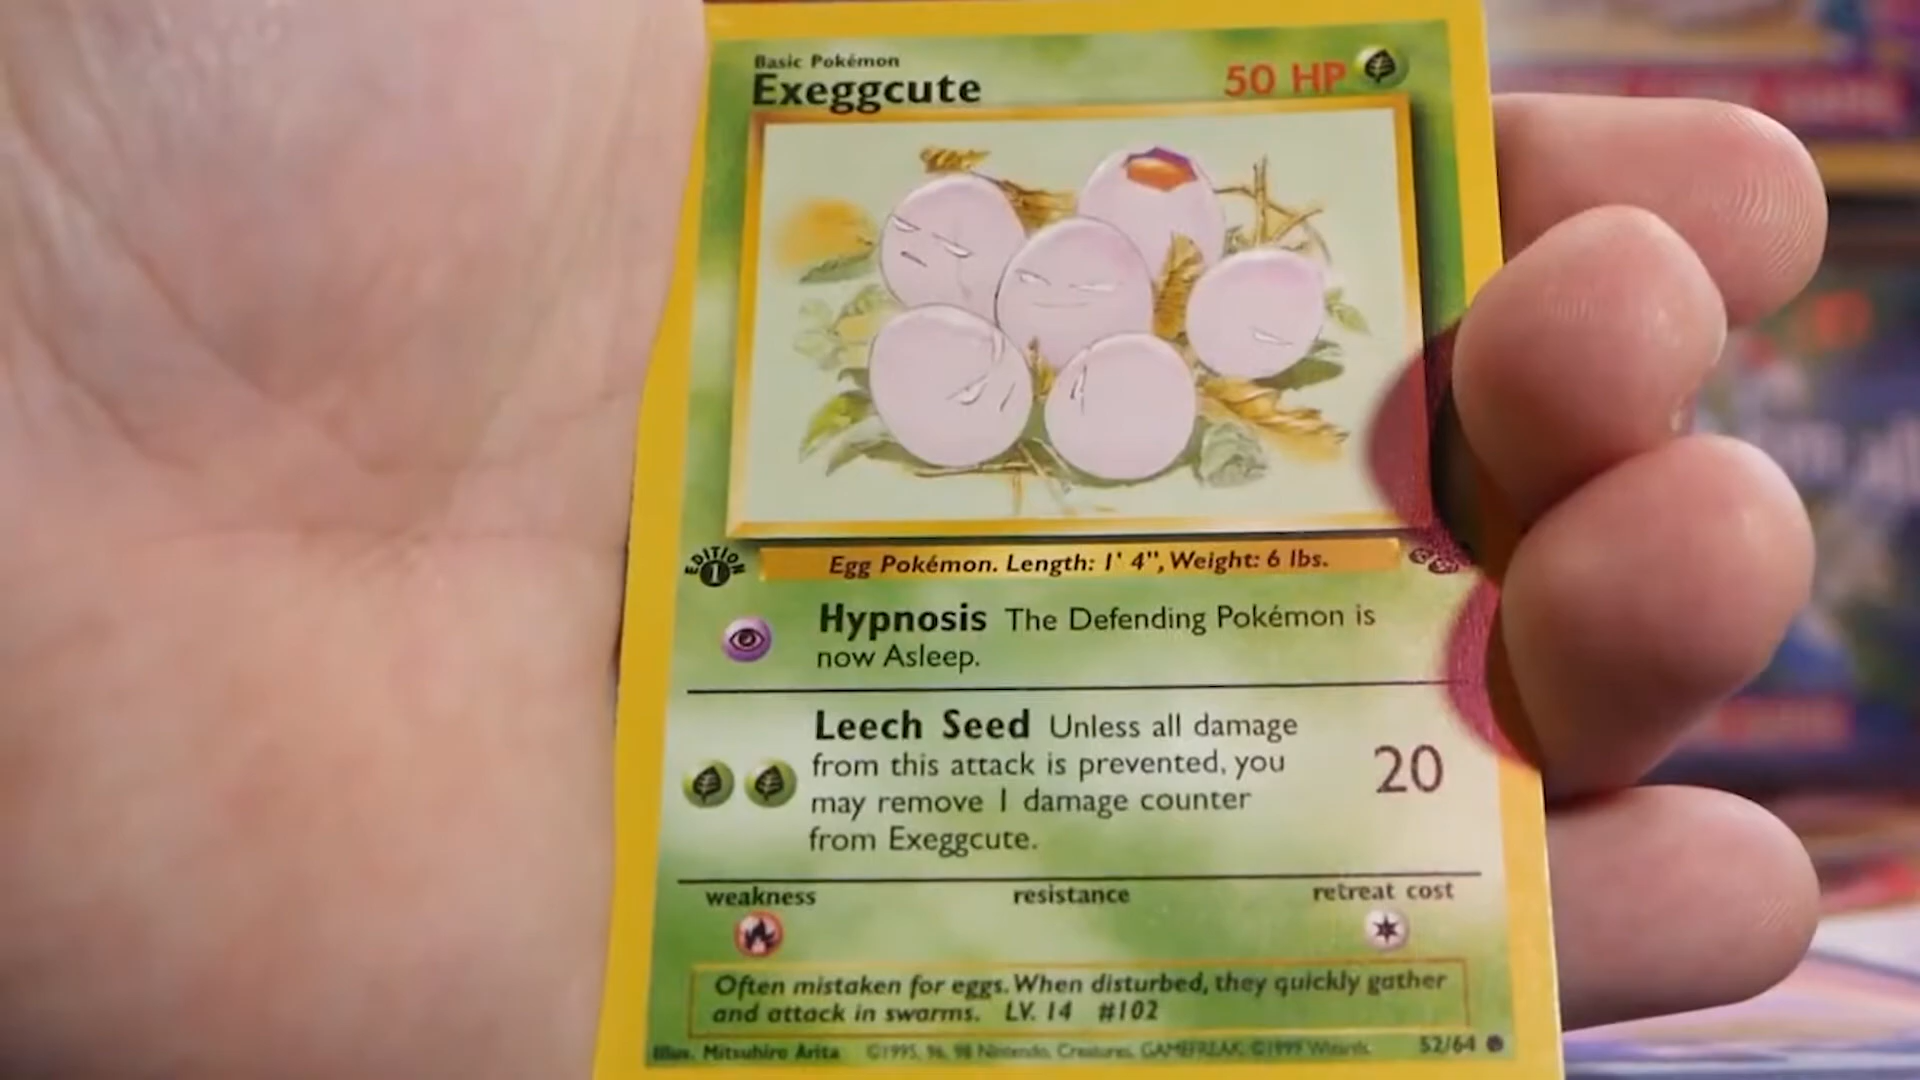 Basic Pokémon
Exeggcute
50 HP
EDITION
1
Egg Pokémon. Length: 1' 4", Weight: 6 lbs.
Hypnosis The Defending Pokémon is
now Asleep.
Leech Seed Unless all damage
from this attack is prevented, you
may remove 1 damage counter
from Exeggcute.
20
weakness
resistance
retreat cost
Often mistaken for eggs. When disturbed, they quickly gather
and attack in swarms. LV. 14 #102
Illus. Mitsuhiro Arita ©1995, 96, 98 Nintendo, Creatures, GAMEFREAK. ©1999 Wizards.
52/64